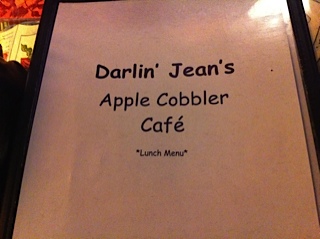 Darlin' Jean's
Apple Cobbler
Café
*Lunch Menu*